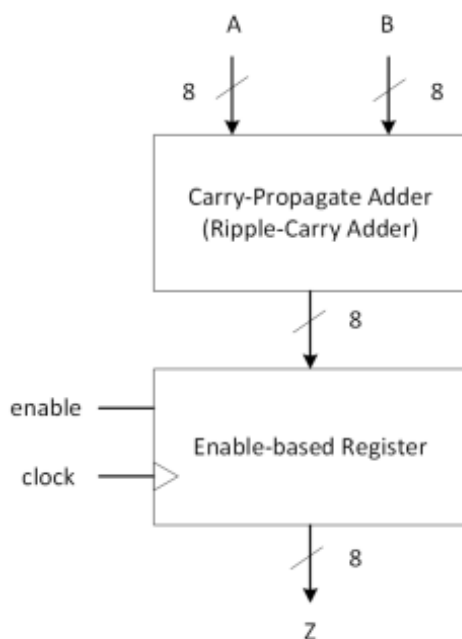 A B
8 8
Carry-Propagate Adder
(Ripple-Carry Adder)
8
enable
Enable-based Register
clock
8
Z